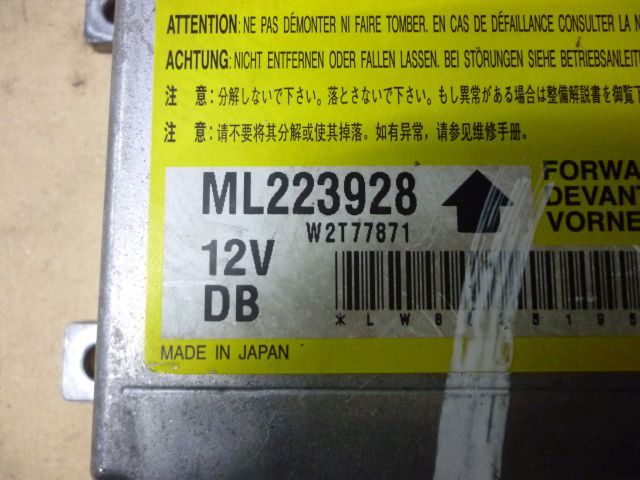 ATTENTION: NE PAS DÉMONTER NI FAIRE TOMBER. EN CAS DE DÉFAILLANCE CONSULTER LA
ACHTUNG: NICHT ENTFERNEN ODER FALLEN LASSEN. BEI STÖRUNGEN SIEHE BETRIEBSANLEIT
注 意:分解しないで下さい。落とさないで下さい。もし異常がある場合は整備解説書を御覧下
注 意:请不要将其分解或使其掉落。如有异常,请参见维修手册.
FORWA
ML223928
DEVANT
W2T77871
VORNE
12V
DB
MADE IN JAPAN